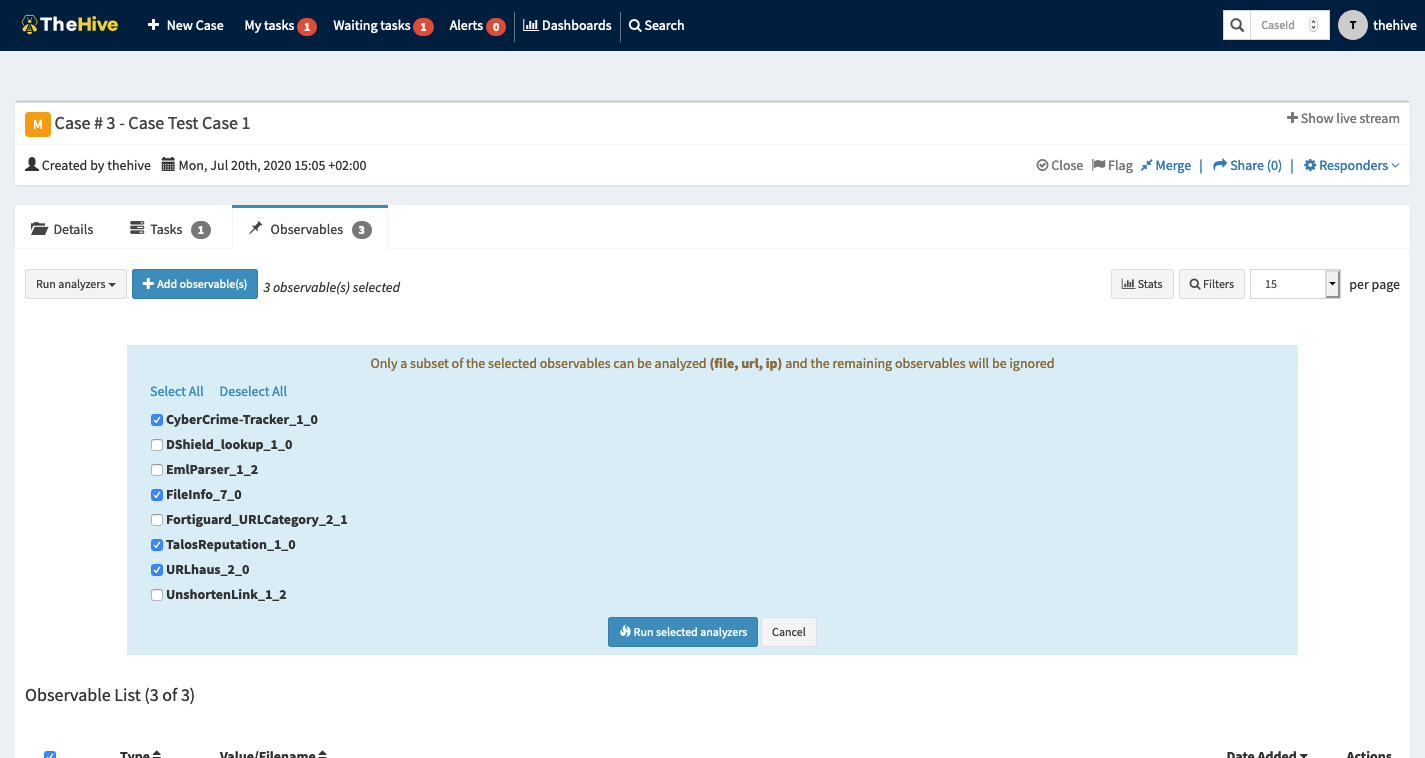 TheHive New Case My tasks 1 Waiting tasks 1 Alerts 0 Dashboards Search CaseId T thehive
M Case # 3 - Case Test Case 1 Show live stream
Created by thehive Mon, Jul 20th, 2020 15:05 +02:00 Close Flag Merge | Share (0) | Responders
Details Tasks 1 Observables 3
Run analyzers Add observable(s) 3 observable(s) selected Stats Filters 15 per page
Only a subset of the selected observables can be analyzed (file, url, ip) and the remaining observables will be ignored
Select All Deselect All
CyberCrime-Tracker_1_0
DShield_lookup_1_0
EmlParser_1_2
FileInfo_7_0
Fortiguard_URLCategory_2_1
TalosReputation_1_0
URLhaus_2_0
UnshortenLink_1_2
Run selected analyzers Cancel
Observable List (3 of 3)
Type Value/Filename Date Added Actions